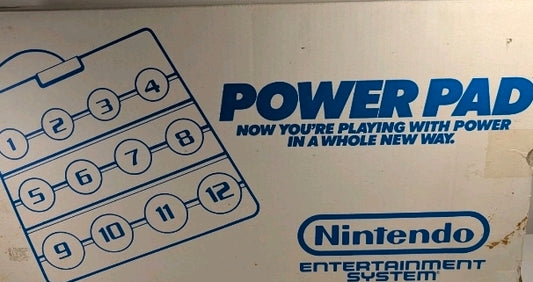 POWER PAD
NOW YOU'RE PLAYING WITH POWER
IN A WHOLE NEW WAY.
1 2 3 4
5 6 7 8
9 10 11 12
Nintendo
ENTERTAINMENT
SYSTEM